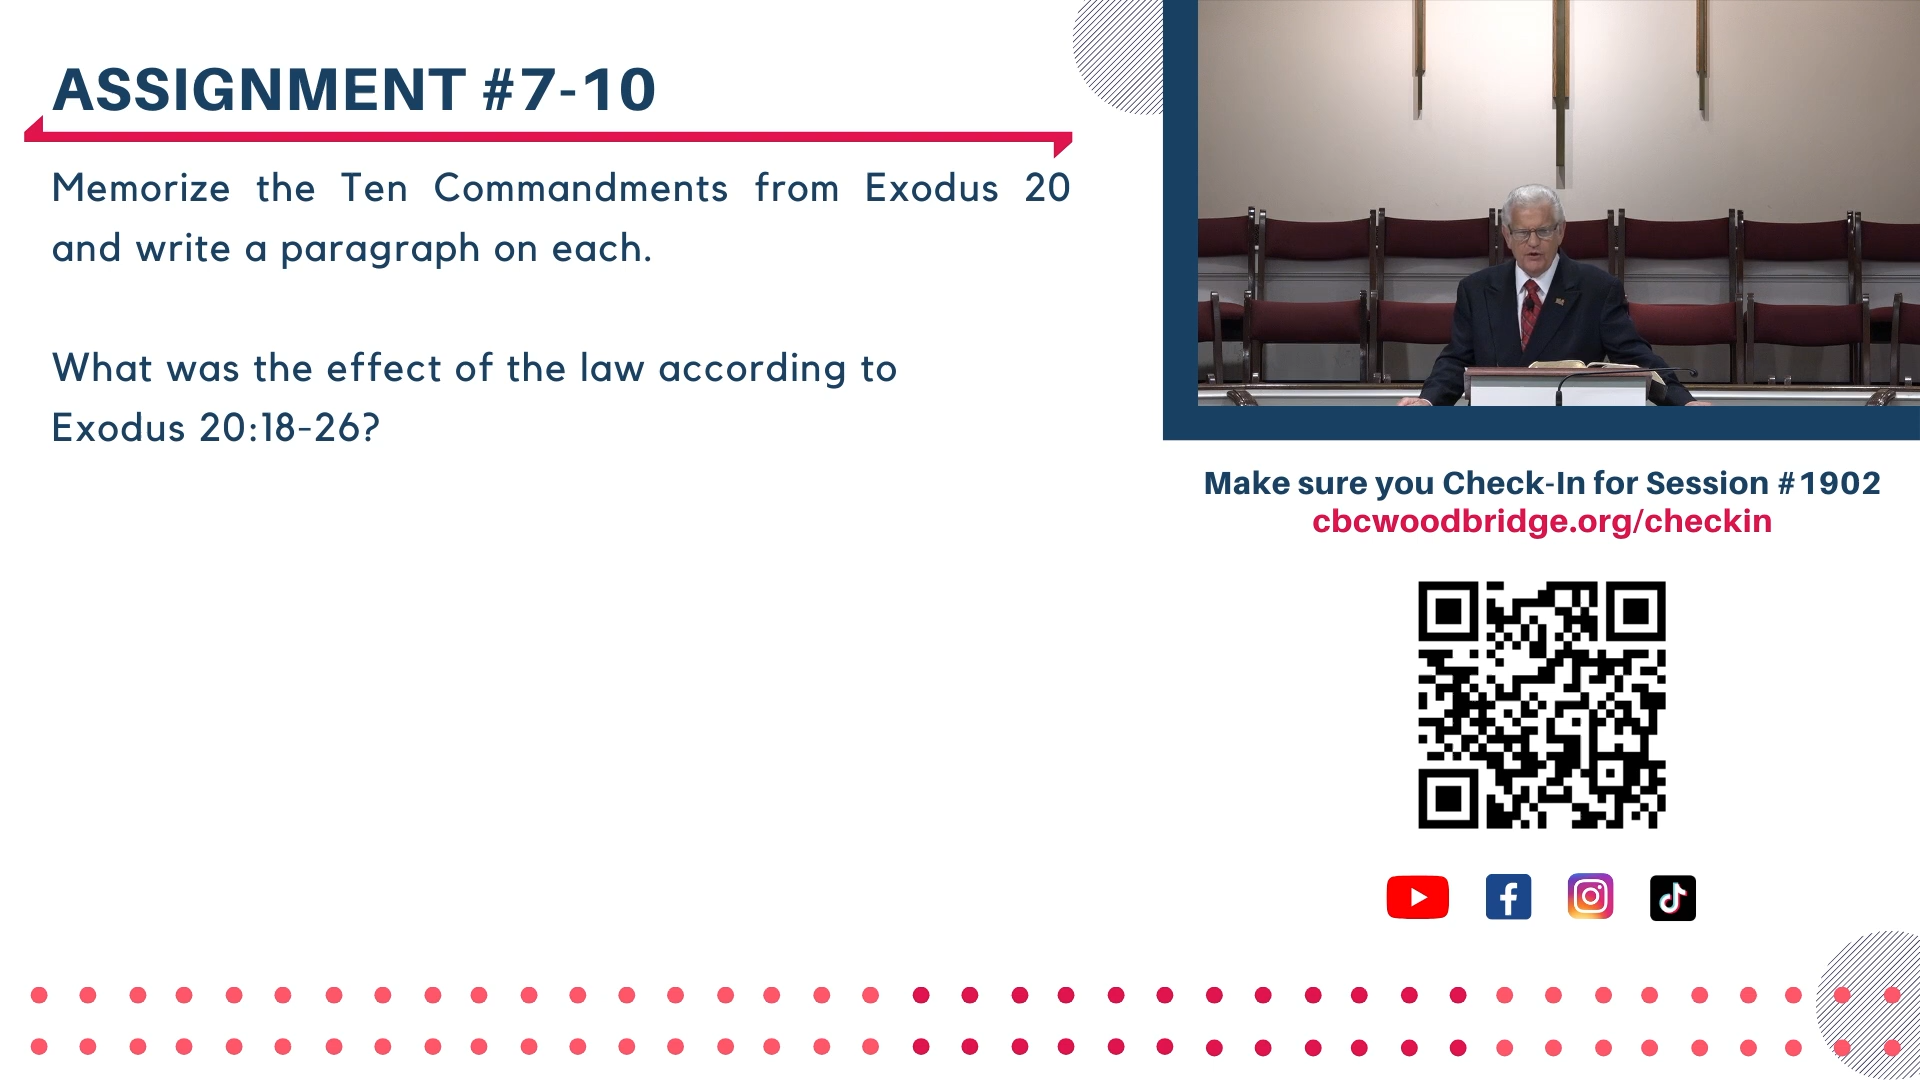 ASSIGNMENT #7-10
Memorize the Ten Commandments from Exodus 20
and write a paragraph on each.
What was the effect of the law according to
Exodus 20:18-26?
Make sure you Check-In for Session #1902
cbcwoodbridge.org/checkin